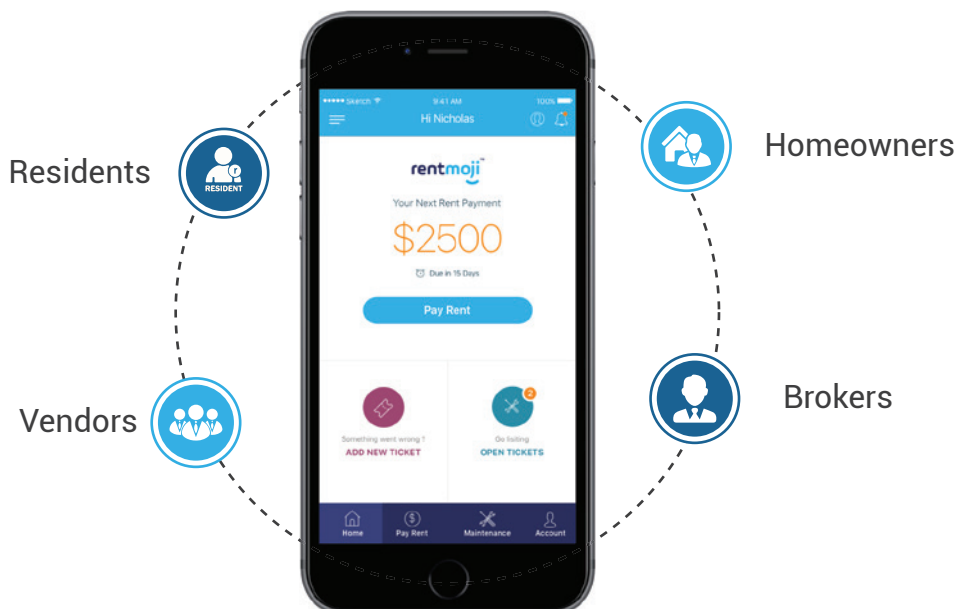 Sketch
9:41 AM
100%
Hi Nicholas
Residents
RESIDENT
Homeowners
rentmoji™
Your Next Rent Payment
$2500
Due in 15 Days
Pay Rent
Vendors
Brokers
2
Something went wrong ?
ADD NEW TICKET
Go listing
OPEN TICKETS
$
Home
Pay Rent
Maintenance
Account